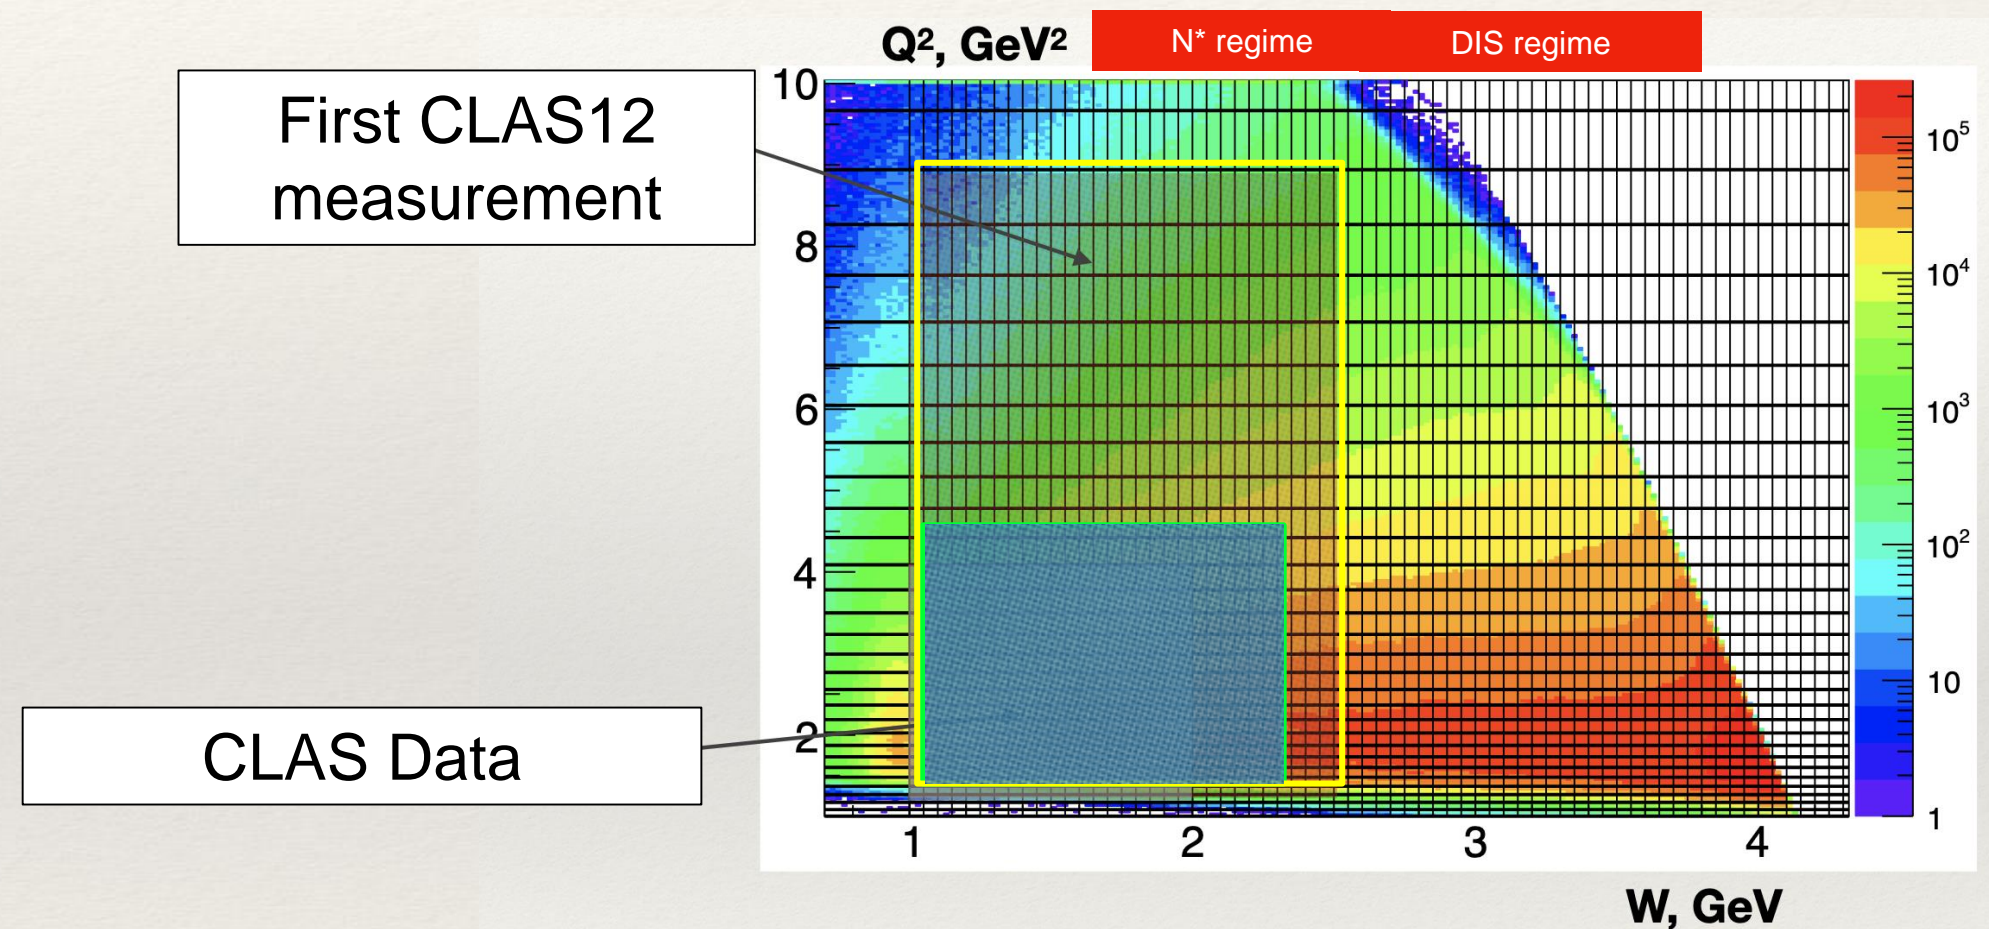 Q², GeV²
N* regime
DIS regime
First CLAS12
measurement
CLAS Data
10
8
6
4
2
1
2
3
4
W, GeV
10⁵
10⁴
10³
10²
10
1